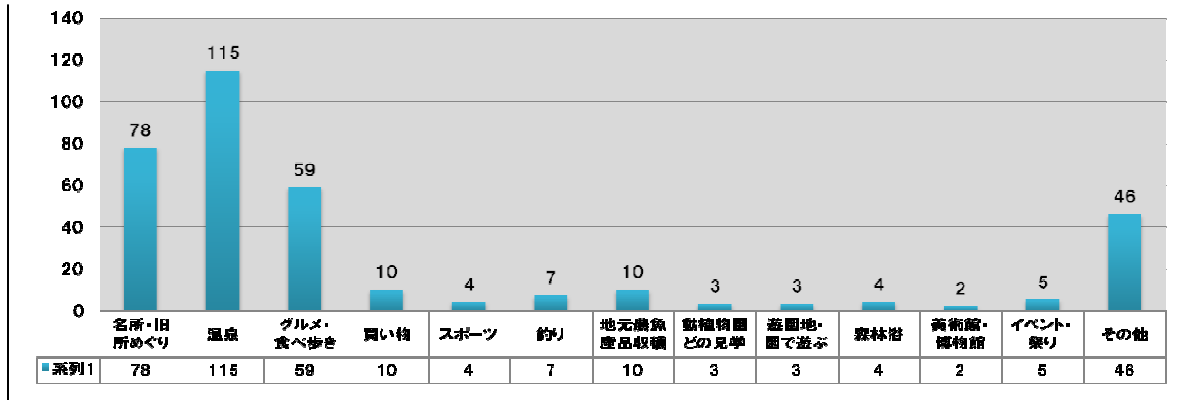 140
120
100
80
60
40
20
0
78
115
59
10
4
7
10
3
3
4
2
5
46
名所・旧
所めぐり
温泉
グルメ・
食べ歩き
買い物
スポーツ
釣り
地元農魚
産品収穫
動植物園
どの見学
遊園地・
園で遊ぶ
森林浴
美術館・
博物館
イベント・
祭り
その他
系列1 78 115 59 10 4 7 10 3 3 4 2 5 46